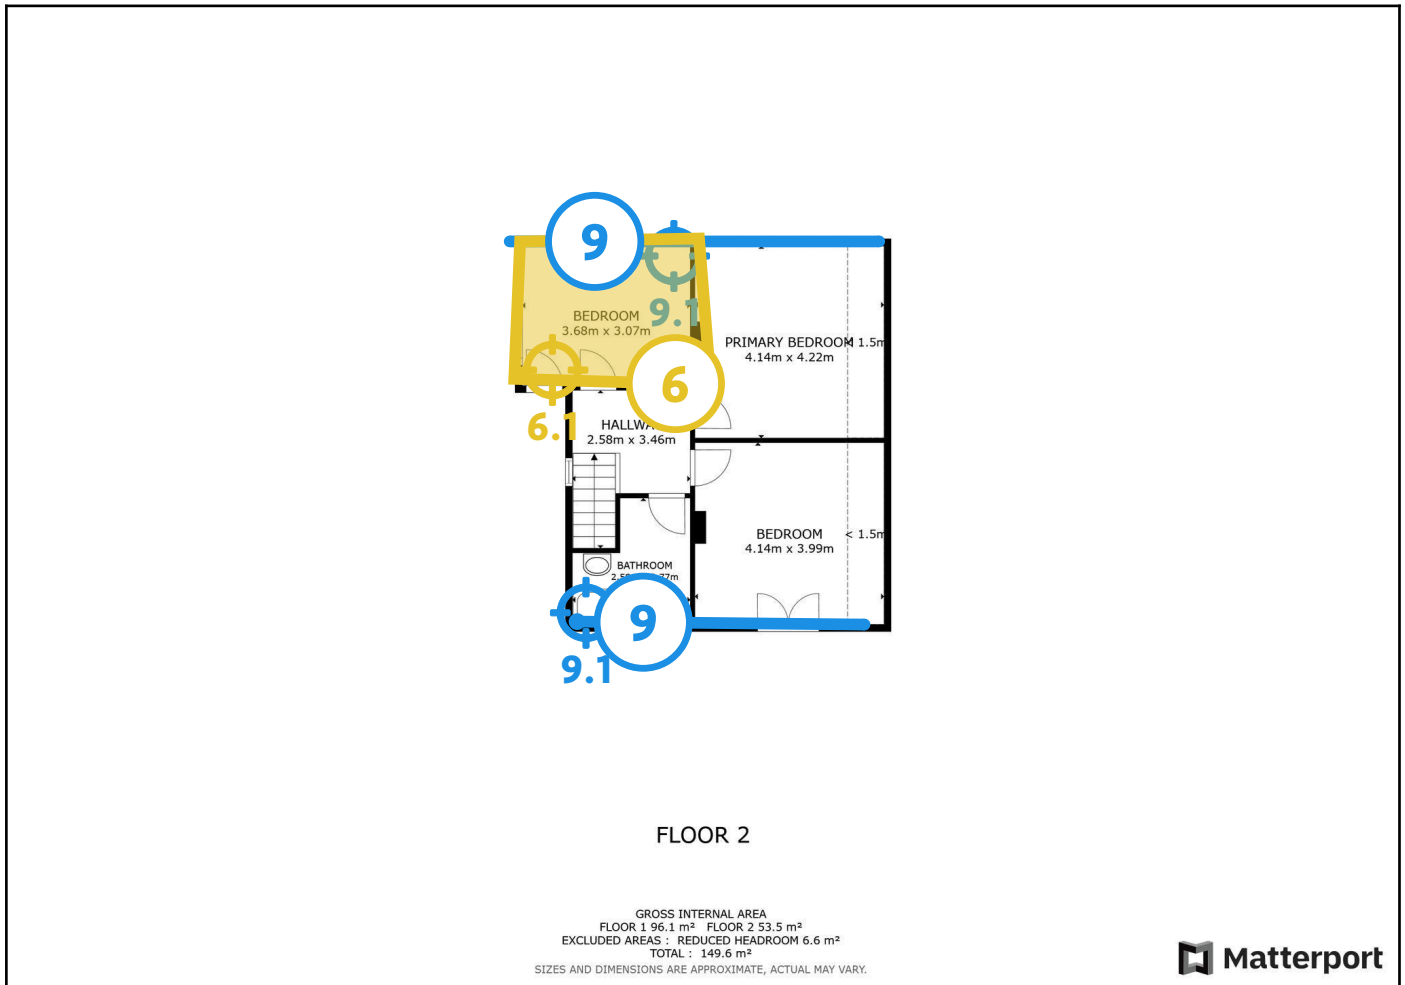 9
9.1
BEDROOM
3.68m x 3.07m
PRIMARY BEDROOM
< 1.5m
4.14m x 4.22m
6
6.1
2.58m x 3.46m
BEDROOM
< 1.5m
4.14m x 3.99m
BATHROOM
9
9.1
FLOOR 2
GROSS INTERNAL AREA
FLOOR 1 96.1 m² FLOOR 2 53.5 m²
EXCLUDED AREAS : REDUCED HEADROOM 6.6 m²
TOTAL : 149.6 m²
SIZES AND DIMENSIONS ARE APPROXIMATE, ACTUAL MAY VARY.
Matterport